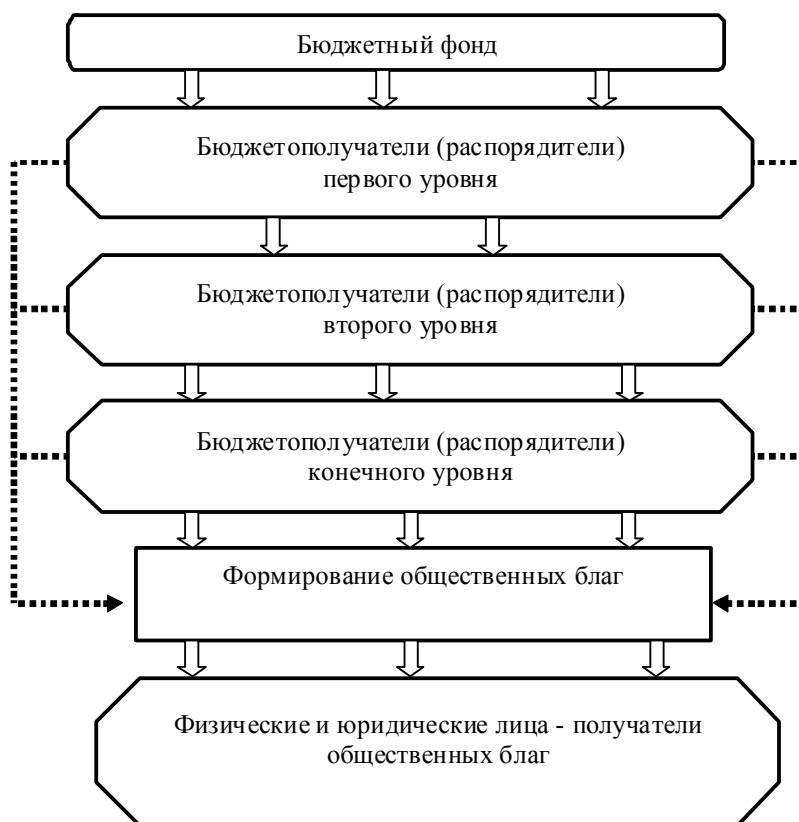 Бюджетный фонд
Бюджетополучатели (распорядители)
первого уровня
Бюджетополучатели (распорядители)
второго уровня
Бюджетополучатели (распорядители)
конечного уровня
Формирование общественных благ
Физические и юридические лица - получатели
общественных благ